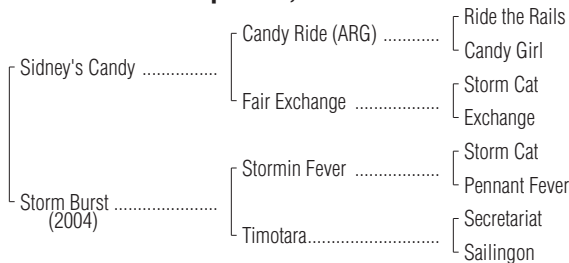 Ride the Rails
Candy Ride (ARG) ............
Candy Girl
Sidney's Candy ................
Storm Cat
Fair Exchange ..................
Exchange
Storm Cat
Stormin Fever ..................
Pennant Fever
Storm Burst ......................
(2004)
Secretariat
Timotara............................
Sailingon